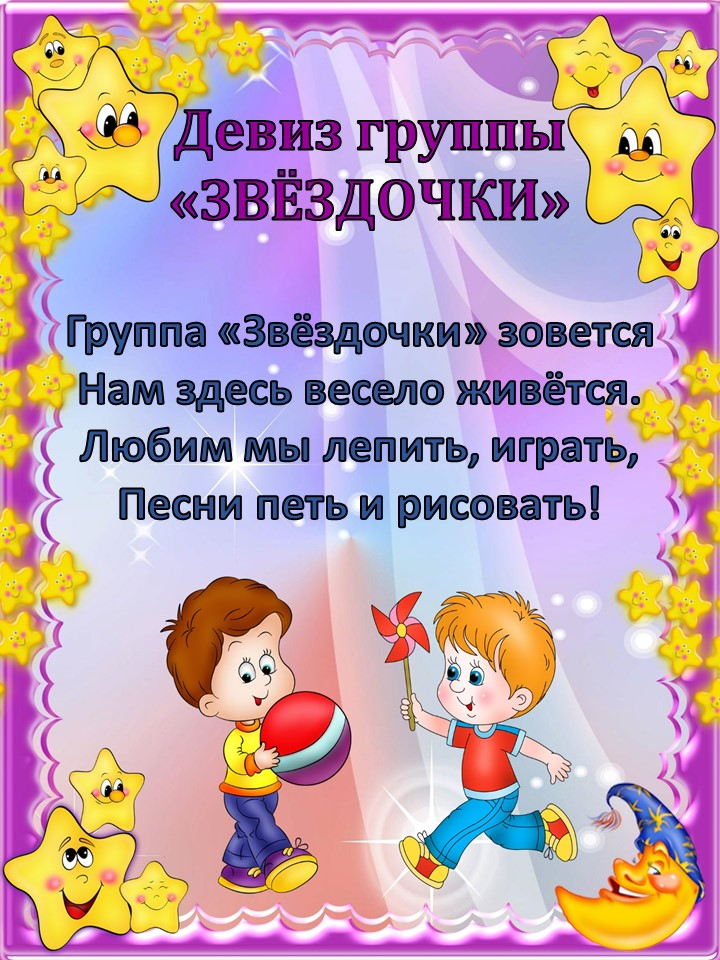 Девиз группы
«ЗВЁЗДОЧКИ»
Группа «Звёздочки» зовется
Нам здесь весело живётся.
Любим мы лепить, играть,
Песни петь и рисовать!